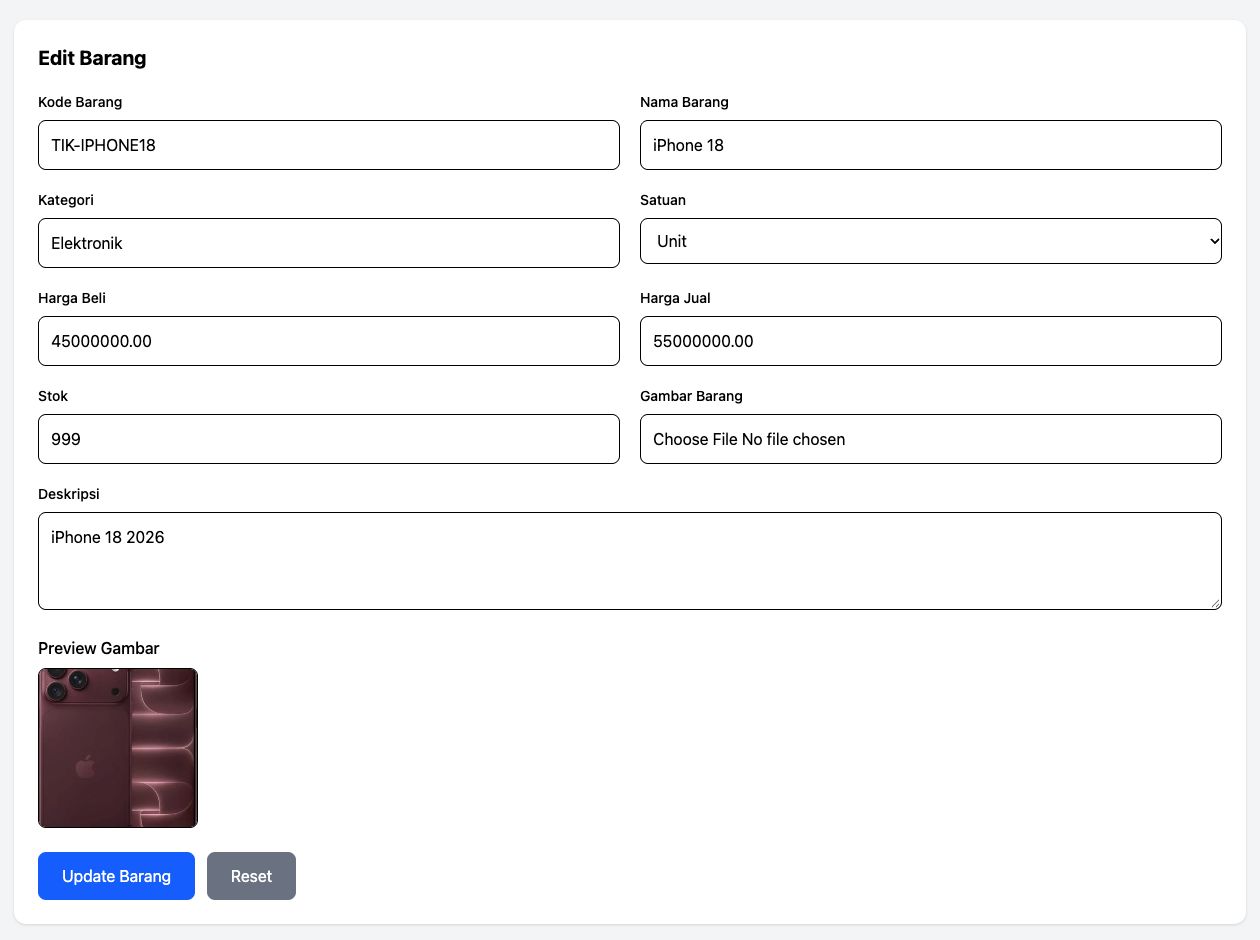 Edit Barang
Kode Barang
Nama Barang
TIK-IPHONE18
iPhone 18
Kategori
Satuan
Elektronik
Unit
Harga Beli
Harga Jual
45000000.00
55000000.00
Stok
Gambar Barang
999
Choose File No file chosen
Deskripsi
iPhone 18 2026
Preview Gambar
Update Barang
Reset